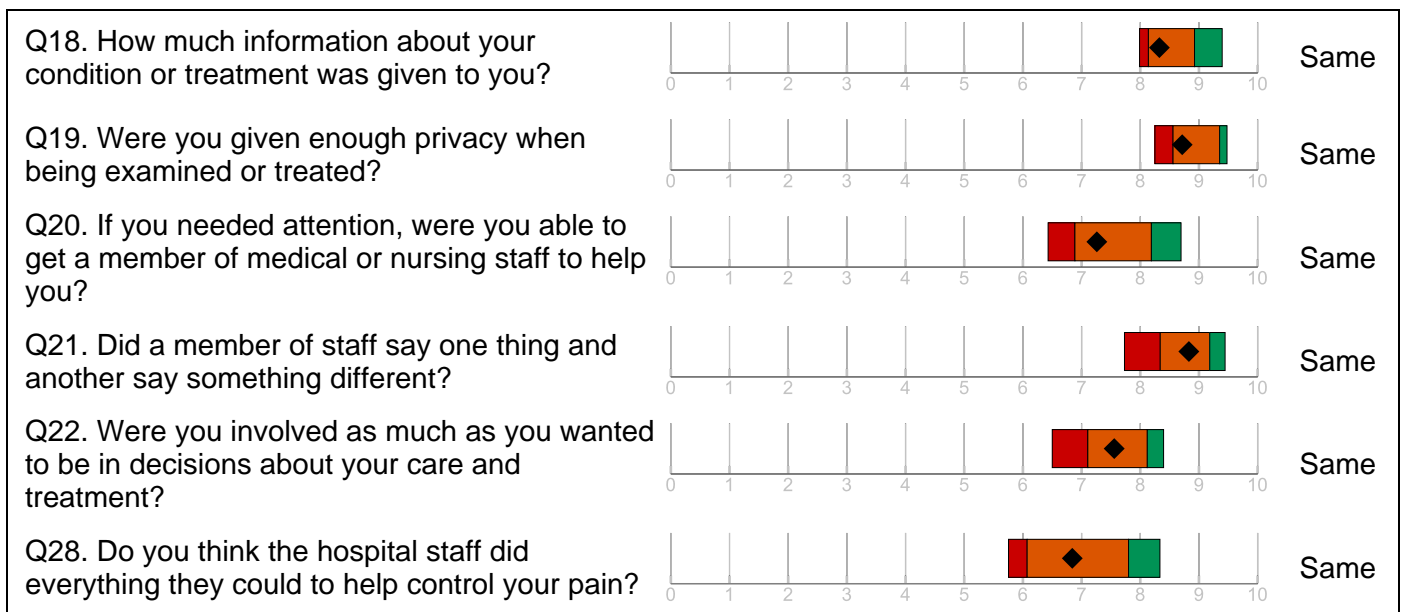 Q18. How much information about your
condition or treatment was given to you?
0 1 2 3 4 5 6 7 8 9 10
Same
Q19. Were you given enough privacy when
being examined or treated?
0 1 2 3 4 5 6 7 8 9 10
Same
Q20. If you needed attention, were you able to
get a member of medical or nursing staff to help
you?
0 1 2 3 4 5 6 7 8 9 10
Same
Q21. Did a member of staff say one thing and
another say something different?
0 1 2 3 4 5 6 7 8 9 10
Same
Q22. Were you involved as much as you wanted
to be in decisions about your care and
treatment?
0 1 2 3 4 5 6 7 8 9 10
Same
Q28. Do you think the hospital staff did
everything they could to help control your pain?
0 1 2 3 4 5 6 7 8 9 10
Same